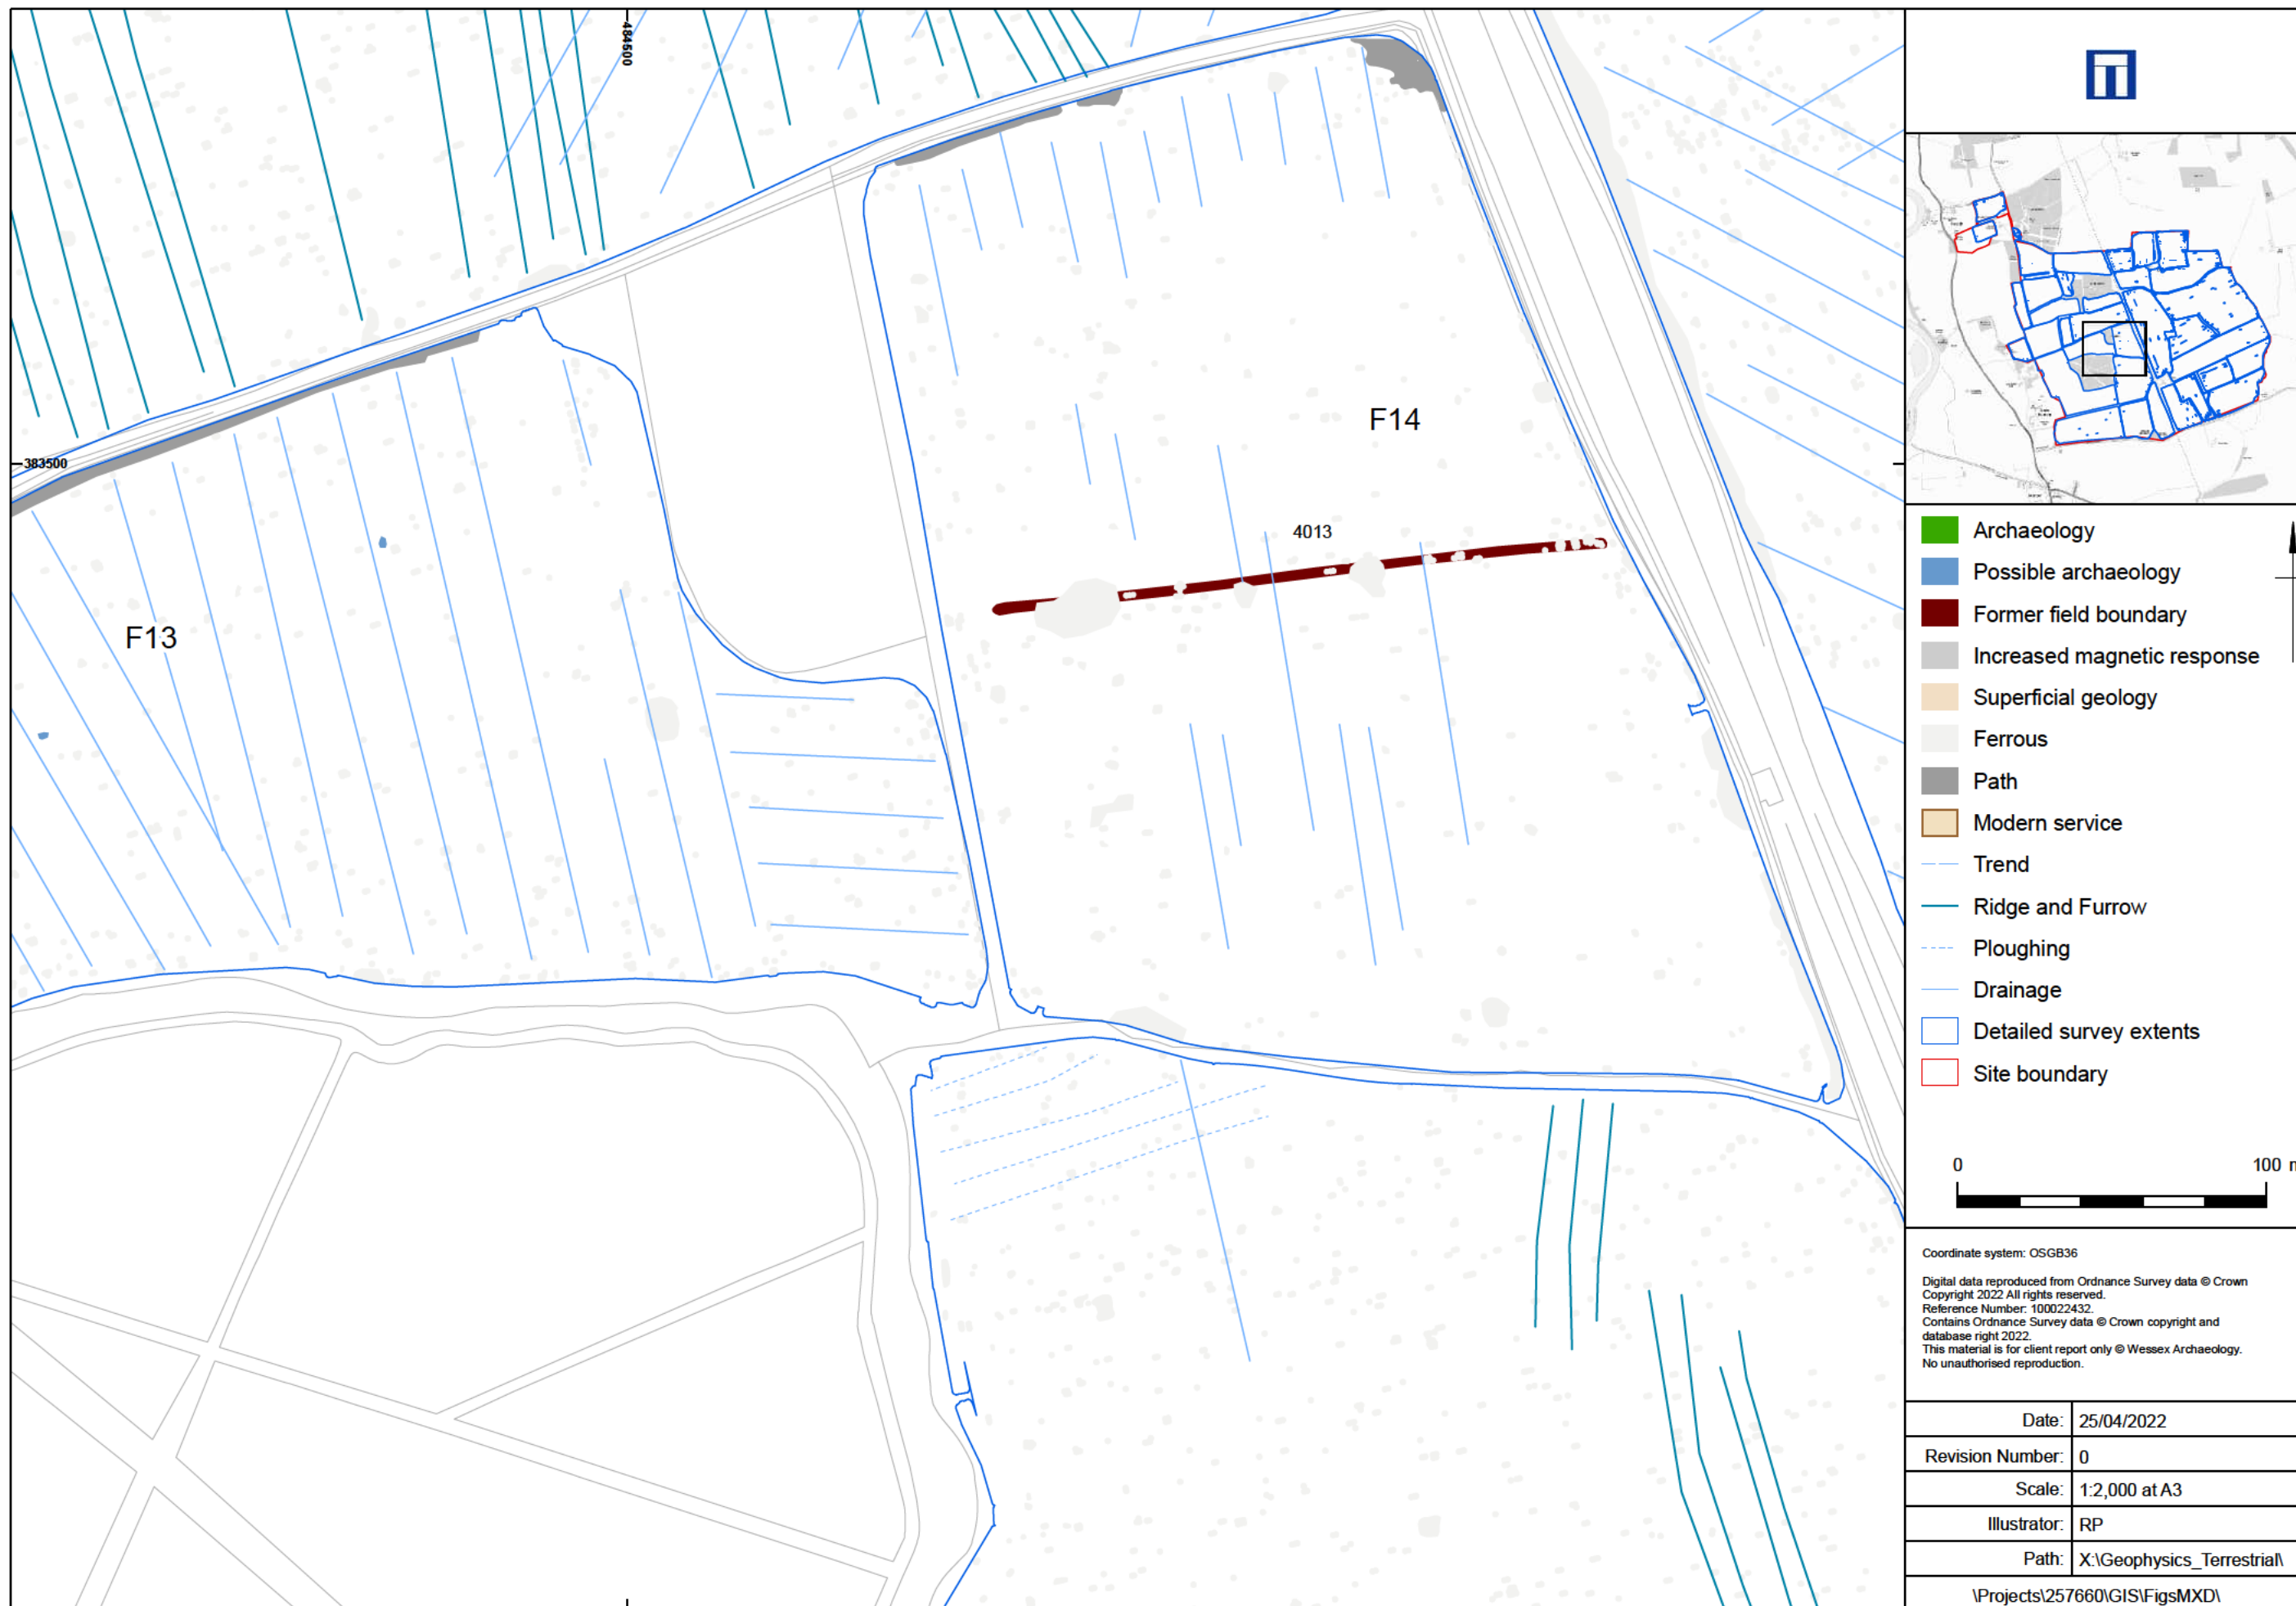 484500
383500
F14
4013
F13
Archaeology
Possible archaeology
Former field boundary
Increased magnetic response
Superficial geology
Ferrous
Path
Modern service
Trend
Ridge and Furrow
Ploughing
Drainage
Detailed survey extents
Site boundary
0 100
Coordinate system: OSGB36
Digital data reproduced from Ordnance Survey data © Crown
Copyright 2022 All rights reserved.
Reference Number: 100022432.
Contains Ordnance Survey data © Crown copyright and
database right 2022.
This material is for client report only © Wessex Archaeology.
No unauthorised reproduction.
Date: 25/04/2022
Revision Number: 0
Scale: 1:2,000 at A3
Illustrator: RP
Path: X:\Geophysics_Terrestrial\
\Projects\257660\GIS\FigsMXD\